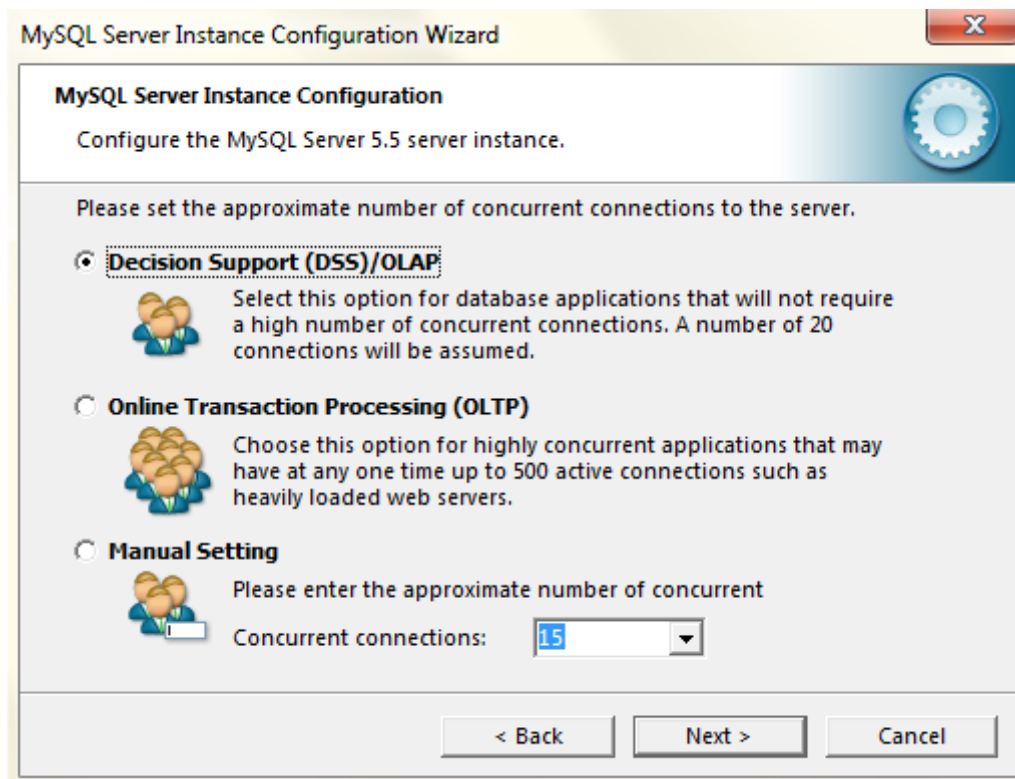 MySQL Server Instance Configuration Wizard
MySQL Server Instance Configuration
Configure the MySQL Server 5.5 server instance.
Please set the approximate number of concurrent connections to the server.
Decision Support (DSS)/OLAP
Select this option for database applications that will not require
a high number of concurrent connections. A number of 20
connections will be assumed.
Online Transaction Processing (OLTP)
Choose this option for highly concurrent applications that may
have at any one time up to 500 active connections such as
heavily loaded web servers.
Manual Setting
Please enter the approximate number of concurrent
Concurrent connections: 15
< Back Next > Cancel